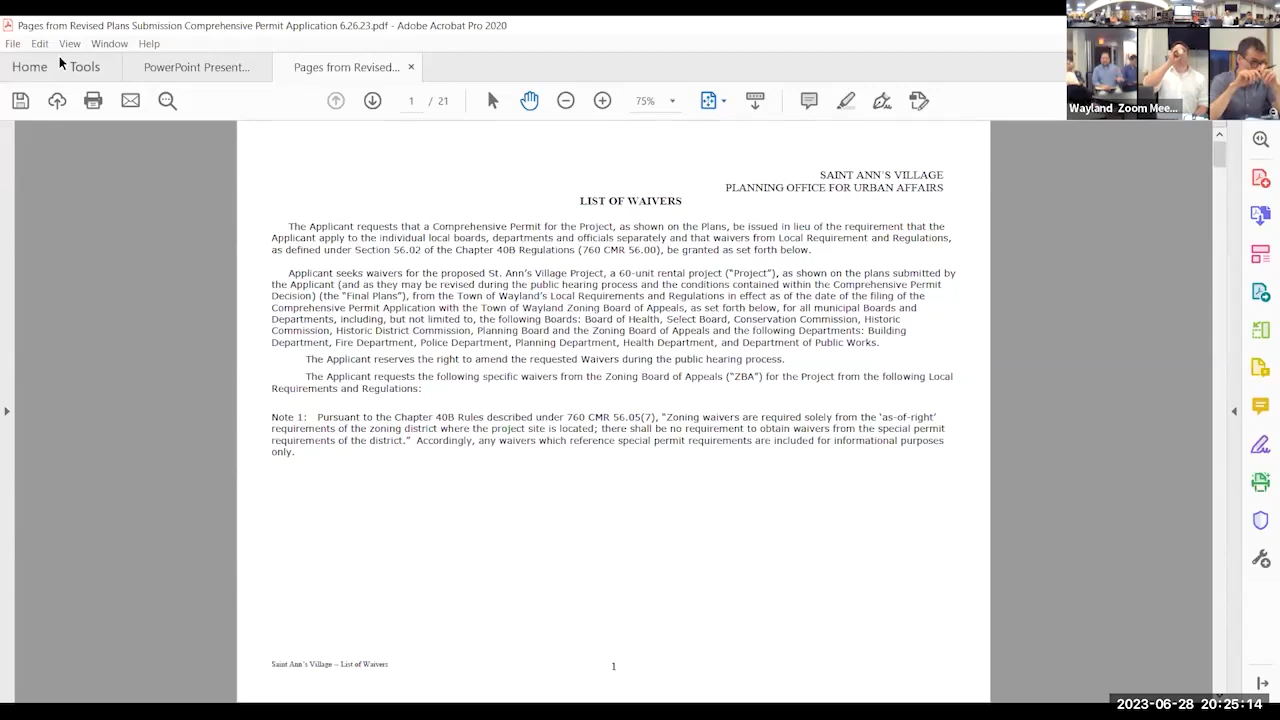 Pages from Revised Plans Submission Comprehensive Permit Application 6.26.23.pdf - Adobe Acrobat Pro 2020
File Edit View Window Help
Home Tools PowerPoint Present... Pages from Revised... ×
1 / 21 75%
Wayland Zoom Mee...
SAINT ANN'S VILLAGE
PLANNING OFFICE FOR URBAN AFFAIRS
LIST OF WAIVERS
The Applicant requests that a Comprehensive Permit for the Project, as shown on the Plans, be issued in lieu of the requirement that the
Applicant apply to the individual local boards, departments and officials separately and that waivers from Local Requirement and Regulations,
as defined under Section 56.02 of the Chapter 40B Regulations (760 CMR 56.00), be granted as set forth below.
Applicant seeks waivers for the proposed St. Ann's Village Project, a 60-unit rental project ("Project"), as shown on the plans submitted by
the Applicant (and as they may be revised during the public hearing process and the conditions contained within the Comprehensive Permit
Decision) (the "Final Plans"), from the Town of Wayland's Local Requirements and Regulations in effect as of the date of the filing of the
Comprehensive Permit Application with the Town of Wayland Zoning Board of Appeals, as set forth below, for all municipal Boards and
Departments, including, but not limited to, the following Boards: Board of Health, Select Board, Conservation Commission, Historic
Commission, Historic District Commission, Planning Board and the Zoning Board of Appeals and the following Departments: Building
Department, Fire Department, Police Department, Planning Department, Health Department, and Department of Public Works.
The Applicant reserves the right to amend the requested Waivers during the public hearing process.
The Applicant requests the following specific waivers from the Zoning Board of Appeals ("ZBA") for the Project from the following Local
Requirements and Regulations:
Note 1: Pursuant to the Chapter 40B Rules described under 760 CMR 56.05(7), "Zoning waivers are required solely from the 'as-of-right'
requirements of the zoning district where the project site is located; there shall be no requirement to obtain waivers from the special permit
requirements of the district." Accordingly, any waivers which reference special permit requirements are included for informational purposes
only.
Saint Ann's Village – List of Waivers
1
2023-06-28 20:25:14